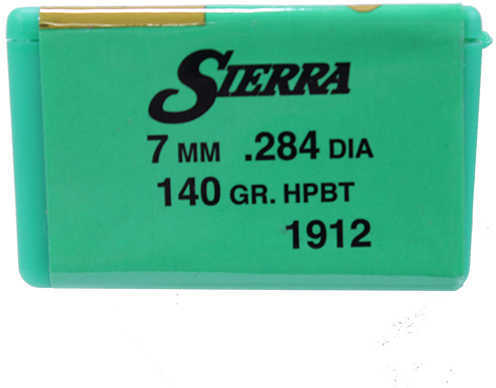 SIERRA
7 MM .284 DIA
140 GR. HPBT
1912